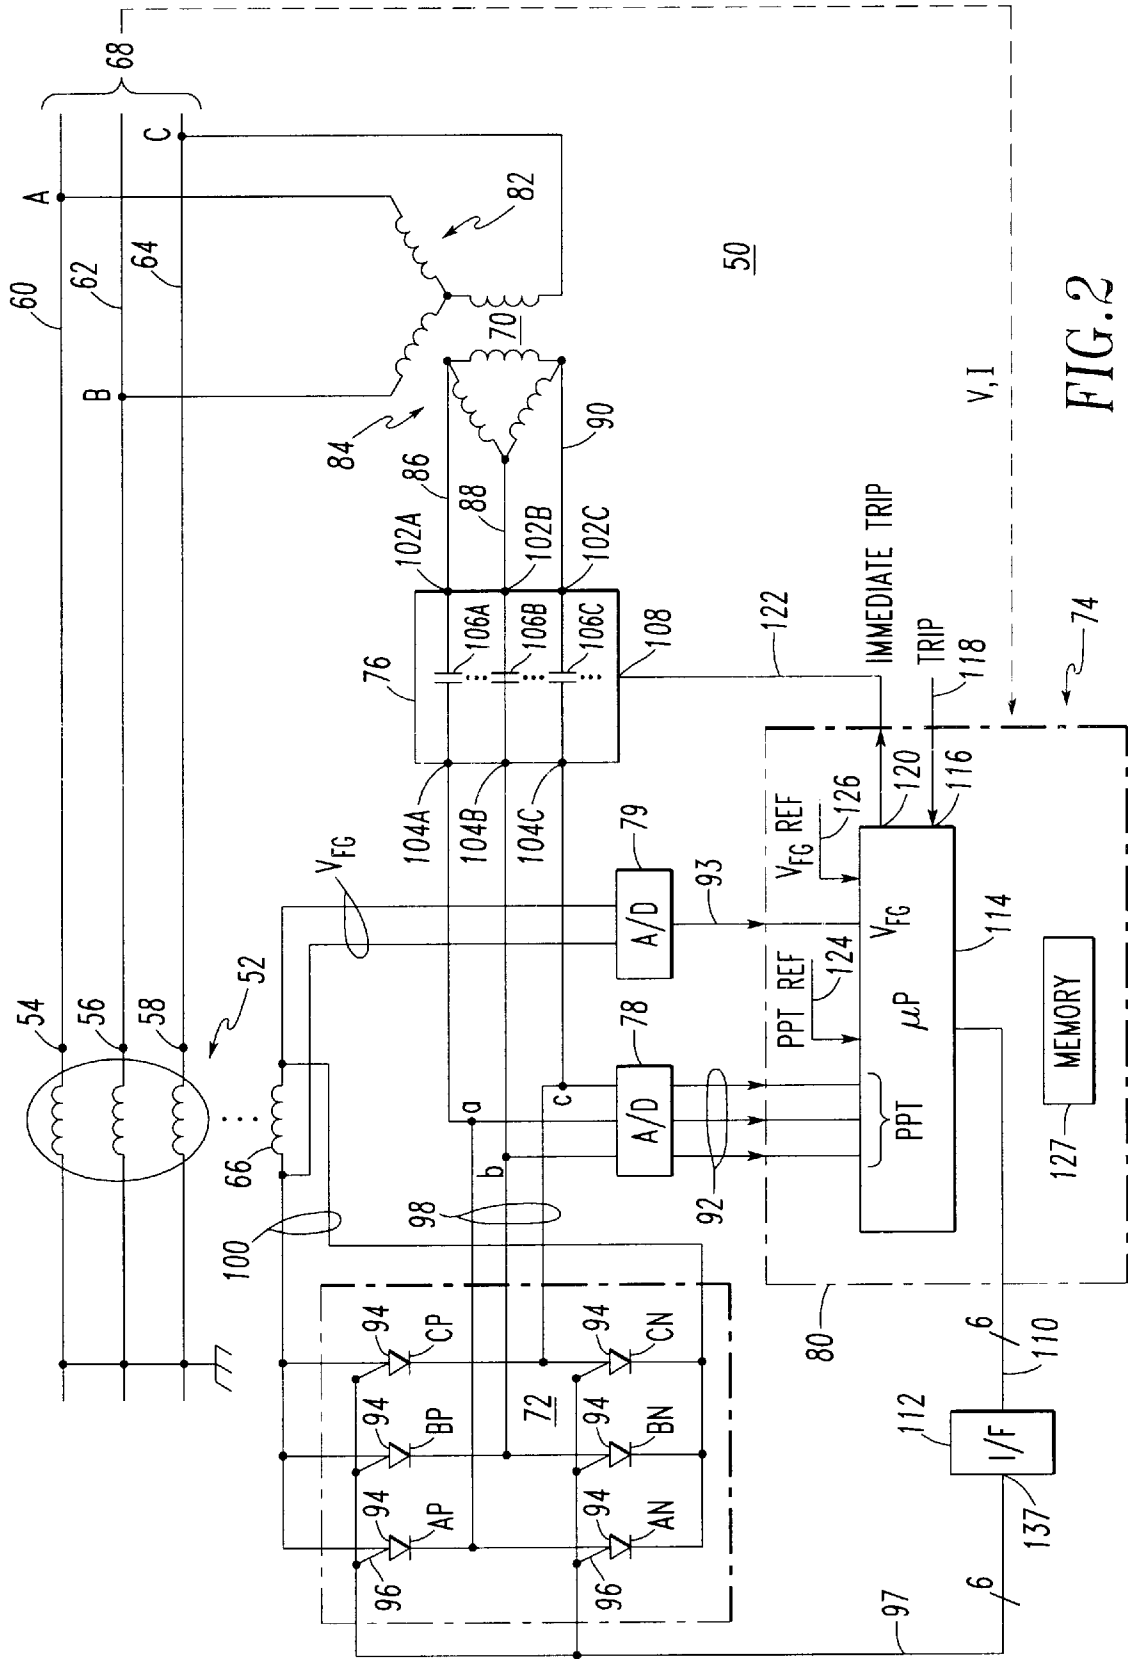 68
A
B
C
60
62
64
82
70
84
86
88
90
50
102A
102B
102C
76
106A
106B
106C
108
104A
104B
104C
122
IMMEDIATE TRIP
TRIP
118
V,I
74
FIG.2
54
56
58
52
66
V_FG
100
98
a
b
c
78
A/D
79
A/D
92
93
PPT REF
124
V_FG REF
126
120
116
PPT
μP
V_FG
114
MEMORY
127
80
94
94
94
AP
BP
CP
96
72
94
94
94
AN
BN
CN
96
97
6
112
I/F
137
6
110